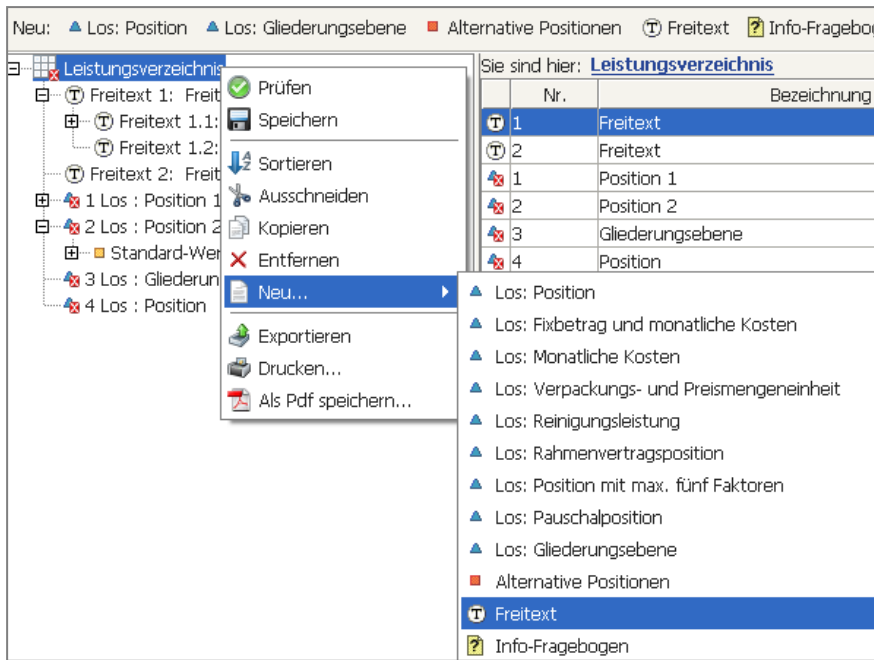 Neu: Los: Position Los: Gliederungsebene Alternative Positionen T Freitext ? Info-Fragebog
Leistungsverzeichnis
T Freitext 1: Freit
T Freitext 1.1:
T Freitext 1.2:
T Freitext 2: Freit
1 Los : Position 1
2 Los : Position 2
Standard-Wer
3 Los : Gliederun
4 Los : Position
Prüfen
Speichern
Sortieren
Ausschneiden
Kopieren
Entfernen
Neu...
Exportieren
Drucken...
Als Pdf speichern...
Sie sind hier: Leistungsverzeichnis
Nr. Bezeichnung
T 1 Freitext
T 2 Freitext
1 Position 1
2 Position 2
3 Gliederungsebene
4 Position
Los: Position
Los: Fixbetrag und monatliche Kosten
Los: Monatliche Kosten
Los: Verpackungs- und Preismengeneinheit
Los: Reinigungsleistung
Los: Rahmenvertragsposition
Los: Position mit max. fünf Faktoren
Los: Pauschalposition
Los: Gliederungsebene
Alternative Positionen
T Freitext
? Info-Fragebogen